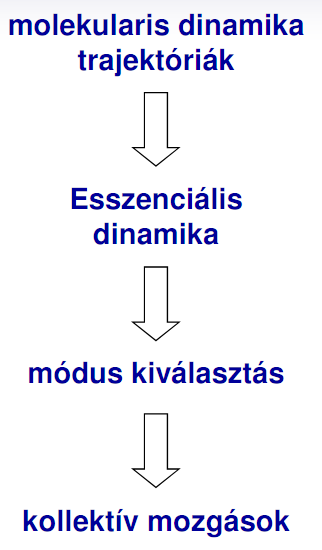 molekularis dinamika
trajektóriák
Esszenciális
dinamika
módus kiválasztás
kollektív mozgások